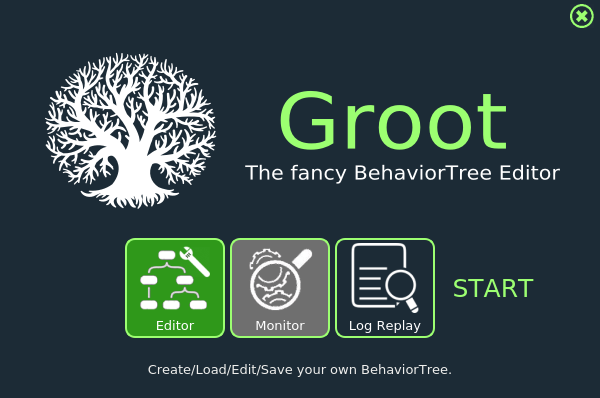 Groot
The fancy BehaviorTree Editor
Editor
Monitor
Log Replay
START
Create/Load/Edit/Save your own BehaviorTree.